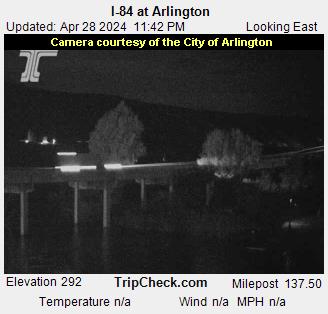 I-84 at Arlington
Updated: Apr 28 2024 11:42 PM Looking East
Camera courtesy of the City of Arlington
Elevation 292 TripCheck.com Milepost 137.50
Temperature n/a Wind n/a MPH n/a